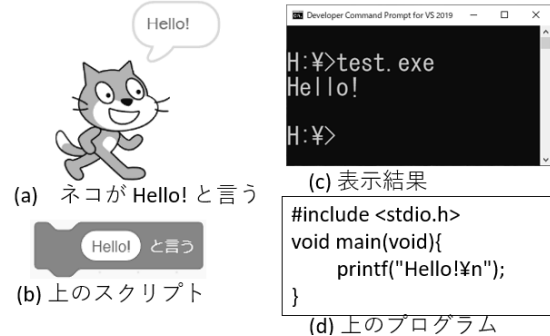 Hello!
(a) ネコが Hello! と言う
Hello! と言う
(b) 上のスクリプト
Developer Command Prompt for VS 2019
H:¥>test.exe
Hello!
H:¥>
(c) 表示結果
#include <stdio.h>
void main(void){
printf("Hello!¥n");
}
(d) 上のプログラム